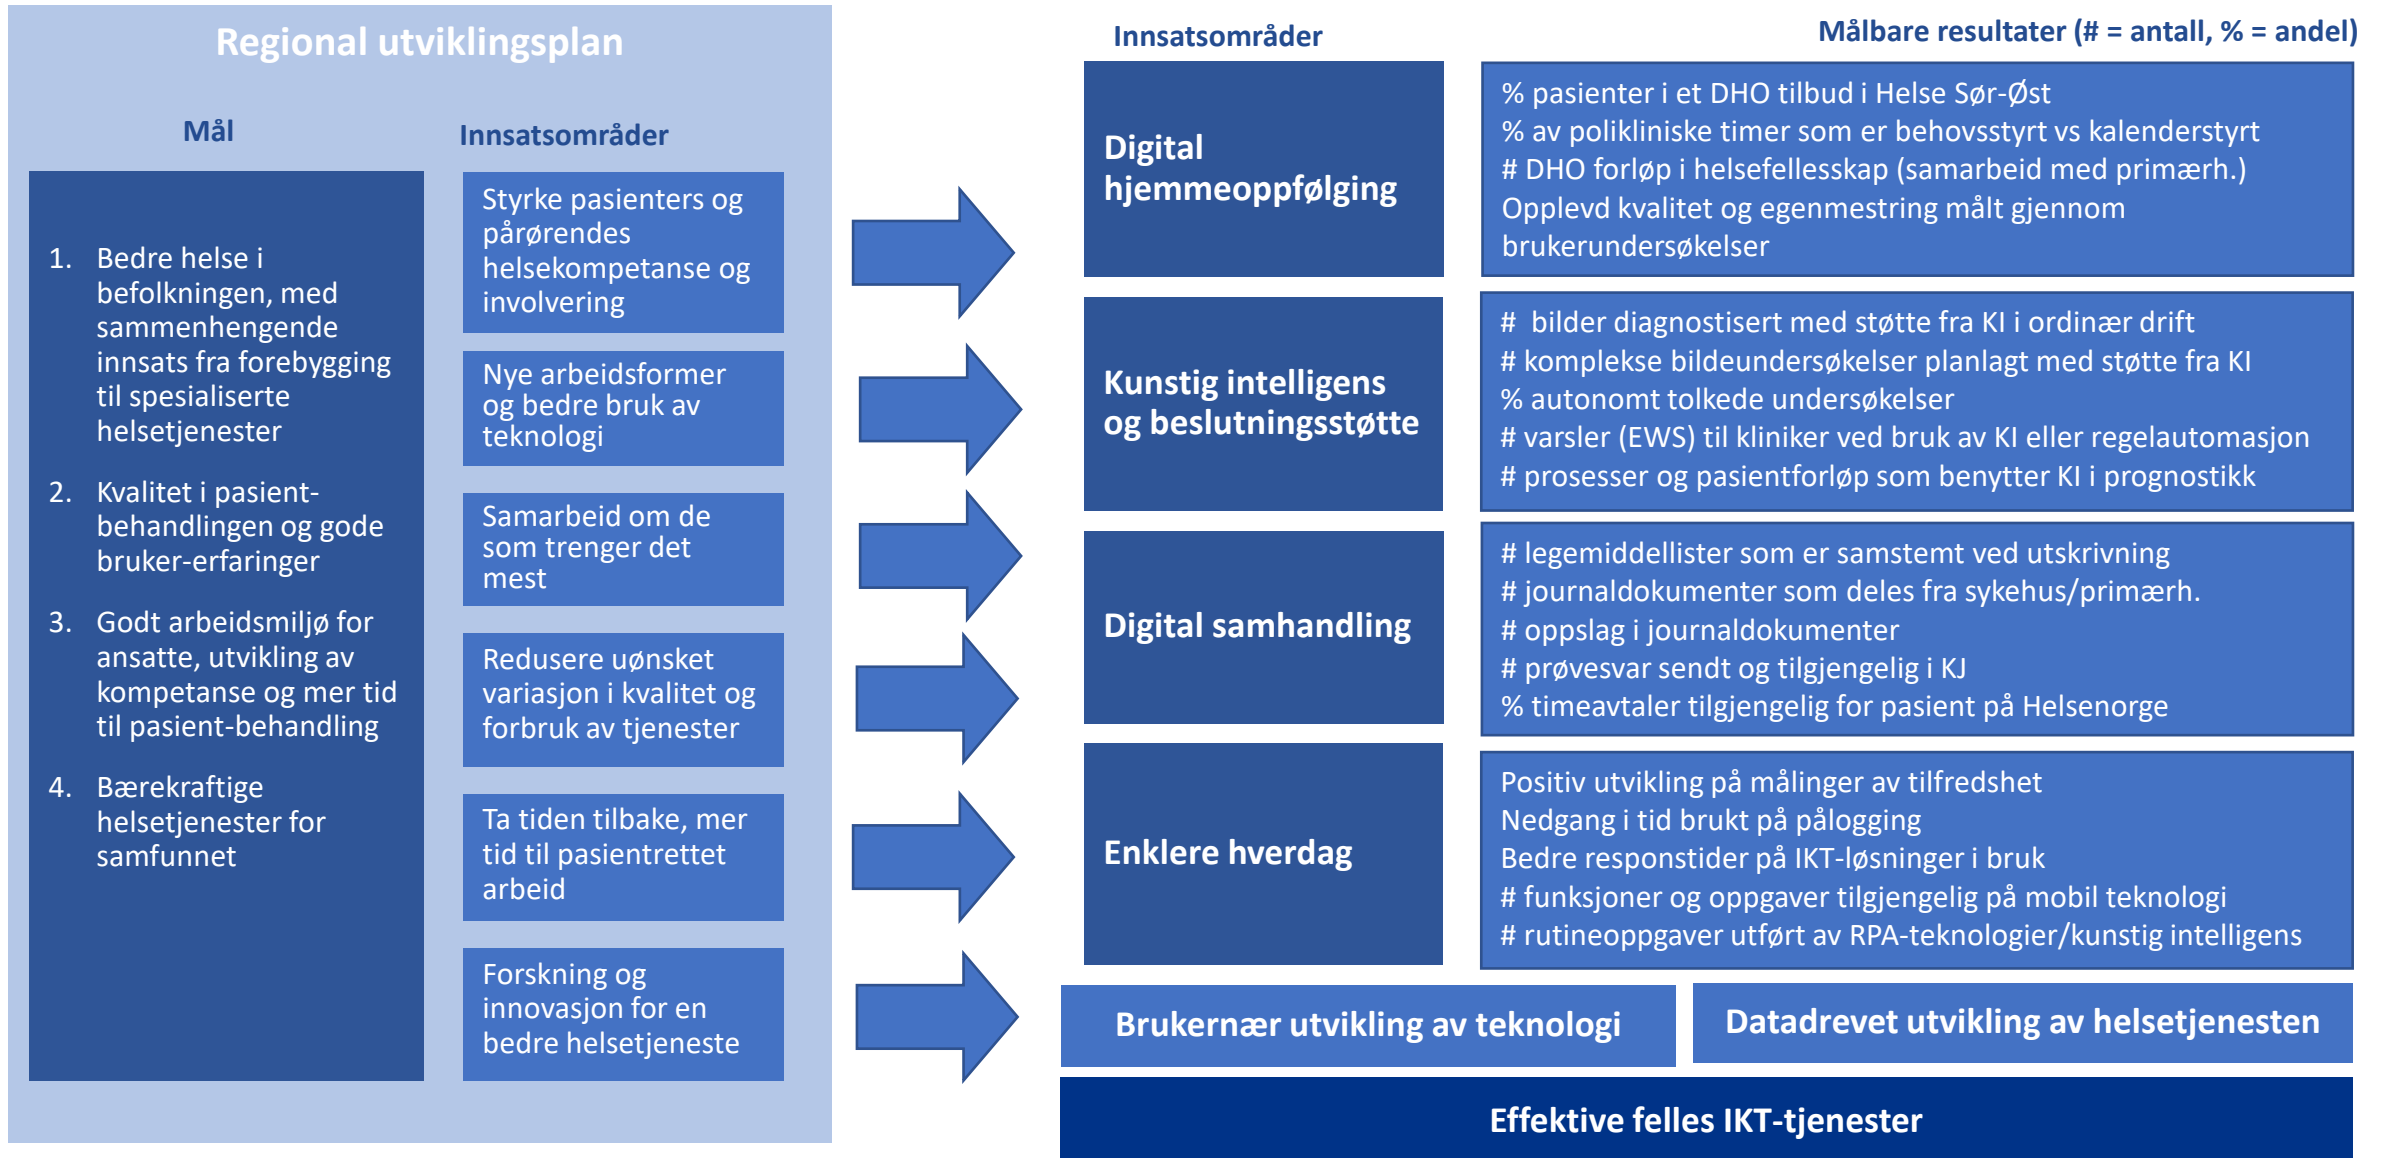 Regional utviklingsplan
Mål
1. Bedre helse i
befolkningen, med
sammenhengende
innsats fra forebygging
til spesialiserte
helsetjenester
2. Kvalitet i pasient-
behandlingen og gode
bruker-erfaringer
3. Godt arbeidsmiljø for
ansatte, utvikling av
kompetanse og mer tid
til pasient-behandling
4. Bærekraftige
helsetjenester for
samfunnet
Innsatsområder
Styrke pasienters og
pårørendes
helsekompetanse og
involvering
Nye arbeidsformer
og bedre bruk av
teknologi
Samarbeid om de
som trenger det
mest
Redusere uønsket
variasjon i kvalitet og
forbruk av tjenester
Ta tiden tilbake, mer
tid til pasientrettet
arbeid
Forskning og
innovasjon for en
bedre helsetjeneste
Innsatsområder
Målbare resultater (# = antall, % = andel)
Digital
hjemmeoppfølging
% pasienter i et DHO tilbud i Helse Sør-Øst
% av polikliniske timer som er behovsstyrt vs kalenderstyrt
# DHO forløp i helsefellesskap (samarbeid med primærh.)
Opplevd kvalitet og egenmestring målt gjennom
brukerundersøkelser
Kunstig intelligens
og beslutningsstøtte
# bilder diagnostisert med støtte fra KI i ordinær drift
# komplekse bildeundersøkelser planlagt med støtte fra KI
% autonomt tolkede undersøkelser
# varsler (EWS) til kliniker ved bruk av KI eller regelautomasjon
# prosesser og pasientforløp som benytter KI i prognostikk
Digital samhandling
# legemiddellister som er samstemt ved utskrivning
# journaldokumenter som deles fra sykehus/primærh.
# oppslag i journaldokumenter
# prøvesvar sendt og tilgjengelig i KJ
% timeavtaler tilgjengelig for pasient på Helsenorge
Enklere hverdag
Positiv utvikling på målinger av tilfredshet
Nedgang i tid brukt på pålogging
Bedre responstider på IKT-løsninger i bruk
# funksjoner og oppgaver tilgjengelig på mobil teknologi
# rutineoppgaver utført av RPA-teknologier/kunstig intelligens
Brukernær utvikling av teknologi
Datadrevet utvikling av helsetjenesten
Effektive felles IKT-tjenester